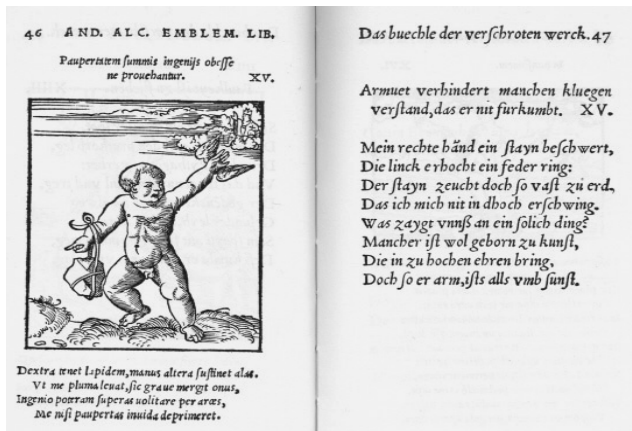 46 AND. ALC. EMBLEM. LIB.
Paupertatem summis ingenijs obesse
ne prouehantur. XV.
Dextra tenet lapidem, manus altera sustinet alas.
Vt me pluma leuat, sic graue mergit onus,
Ingenio poteram superas uolitare per arces,
Me nisi paupertas inuida deprimeret.
Das buechle der verschroten werck. 47
Armuet verhindert manchen kluegen
verstand, das er nit furkumbt. XV.
Mein rechte händ ein stayn beschwert,
Die linck erhocht ein feder ring:
Der stayn zeucht doch so vast zů erd,
Das ich mich nit in dhoch erschwing.
Was zaygt vnnß an ein solich ding?
Mancher ist wol geborn zu kunst,
Die in zu hochen ehren bring,
Doch so er arm, ists alls vmb sunst.